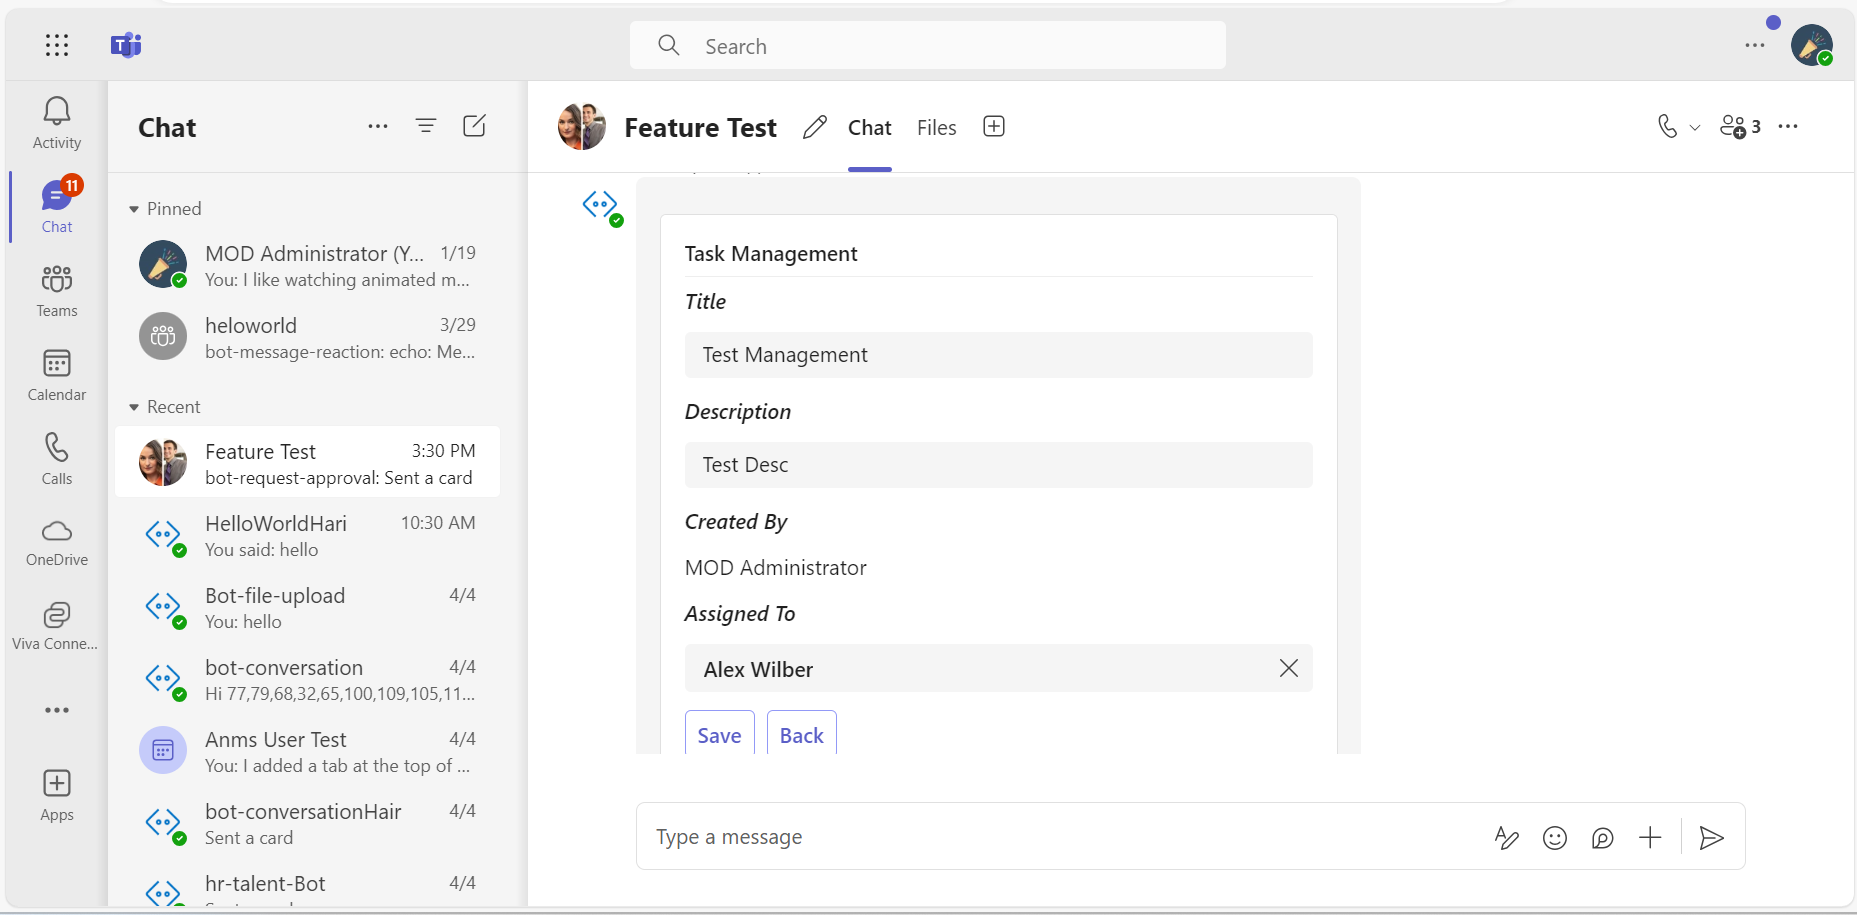 Search
Activity
11
Chat
Teams
Calendar
Calls
OneDrive
Viva Conne...
Apps
Chat
Pinned
MOD Administrator (Y... 1/19
You: I like watching animated m...
heloworld 3/29
bot-message-reaction: echo: Me...
Recent
Feature Test 3:30 PM
bot-request-approval: Sent a card
HelloWorldHari 10:30 AM
You said: hello
Bot-file-upload 4/4
You: hello
bot-conversation 4/4
Hi 77,79,68,32,65,100,109,105,11...
Anms User Test 4/4
You: I added a tab at the top of ...
bot-conversationHair 4/4
Sent a card
hr-talent-Bot 4/4
Feature Test Chat Files 3
Task Management
Title
Test Management
Description
Test Desc
Created By
MOD Administrator
Assigned To
Alex Wilber
Save Back
Type a message